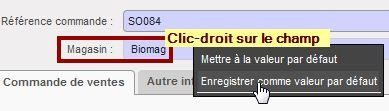 Référence commande : SO084
Magasin : Biomag
Clic-droit sur le champ
Mettre à la valeur par défaut
Enregistrer comme valeur par défaut
Commande de ventes
Autre inf